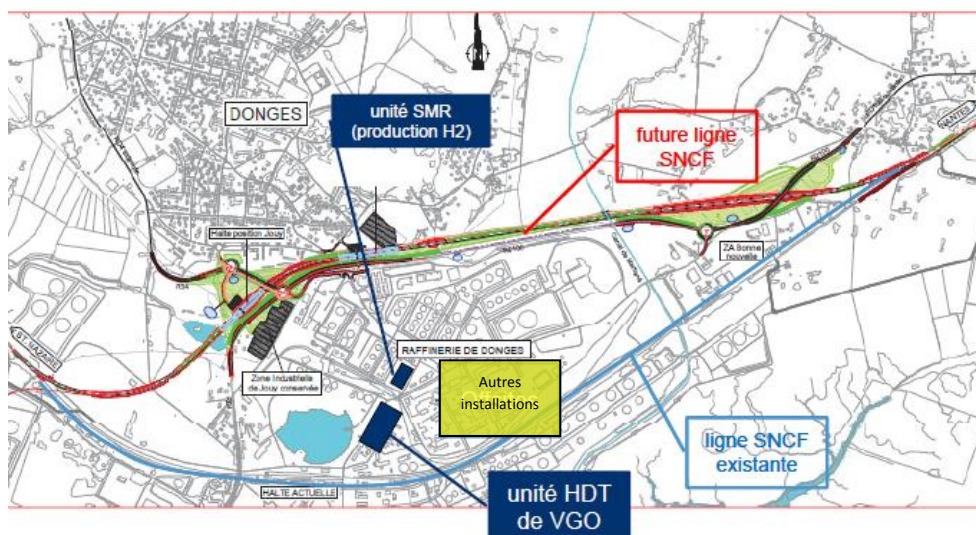 DONGES
unité SMR
(production H2)
future ligne
SNCF
NANTES
Halte position Jouy
ZA Bonne
nouvelle
ST. NAZAIRE
RAFFINERIE DE DONGES
Zone Industrielle
de Jouy conservée
Autres
installations
ligne SNCF
existante
HALTE ACTUELLE
unité HDT
de VGO